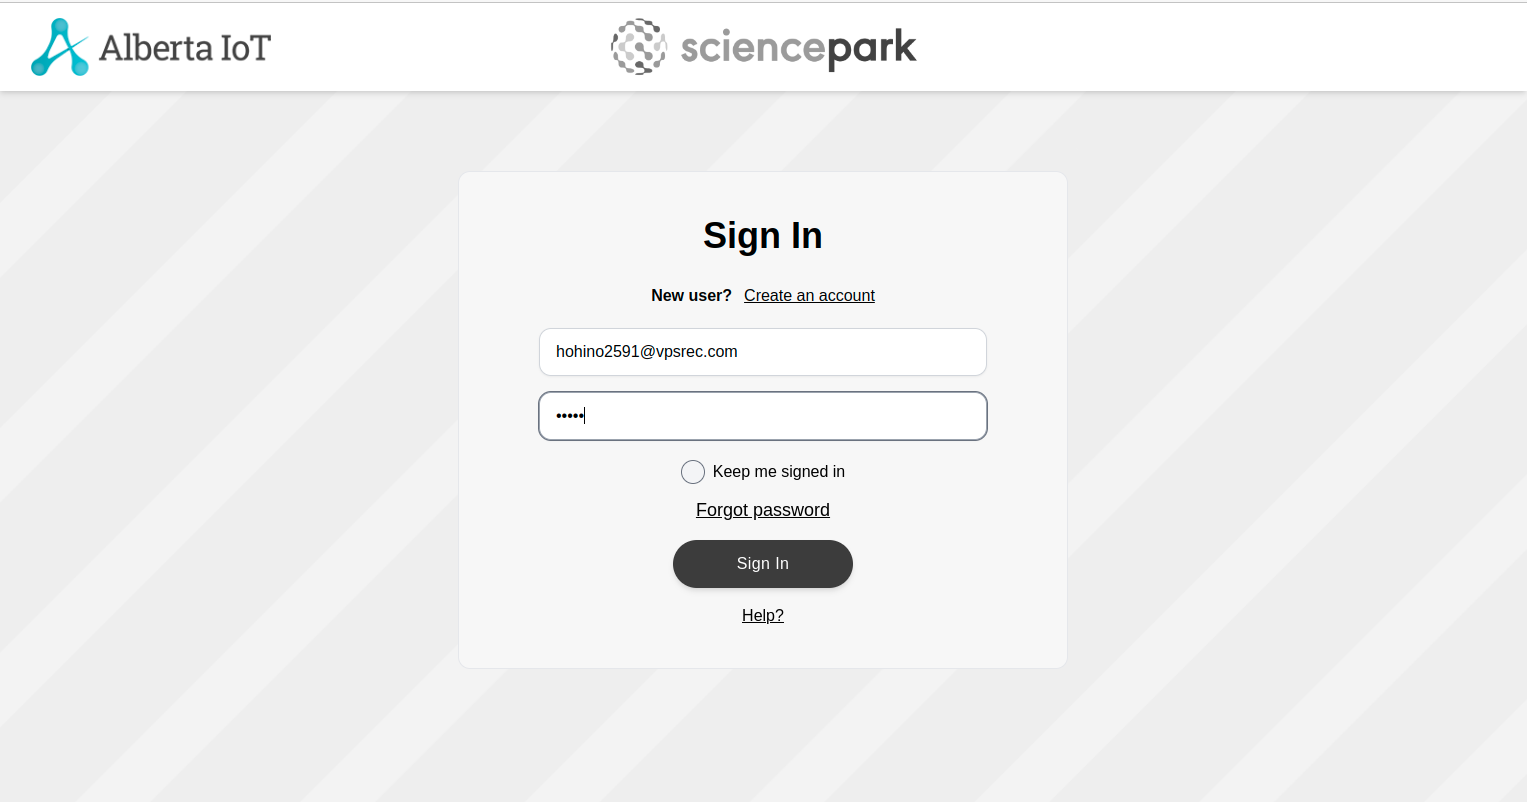 Alberta IoT
sciencepark
Sign In
New user? Create an account
hohino2591@vpsrec.com
•••••
Keep me signed in
Forgot password
Sign In
Help?